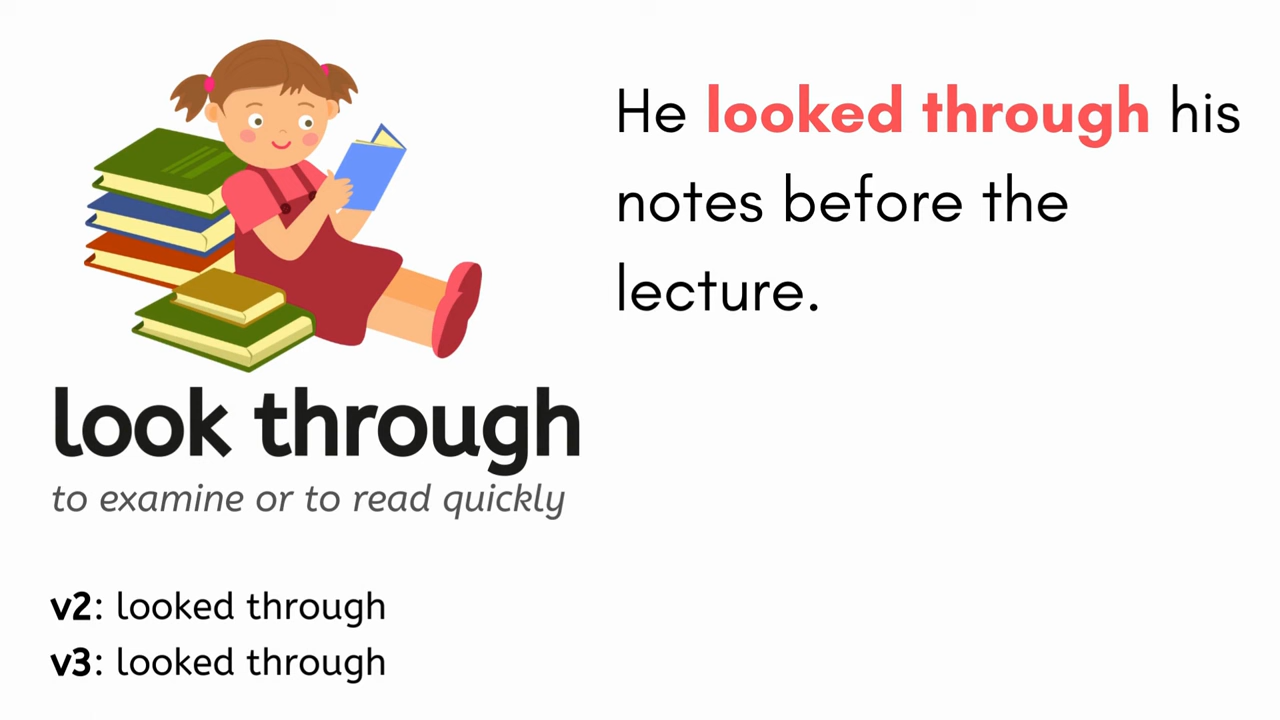 He looked through his
notes before the
lecture.
look through
to examine or to read quickly
v2: looked through
v3: looked through